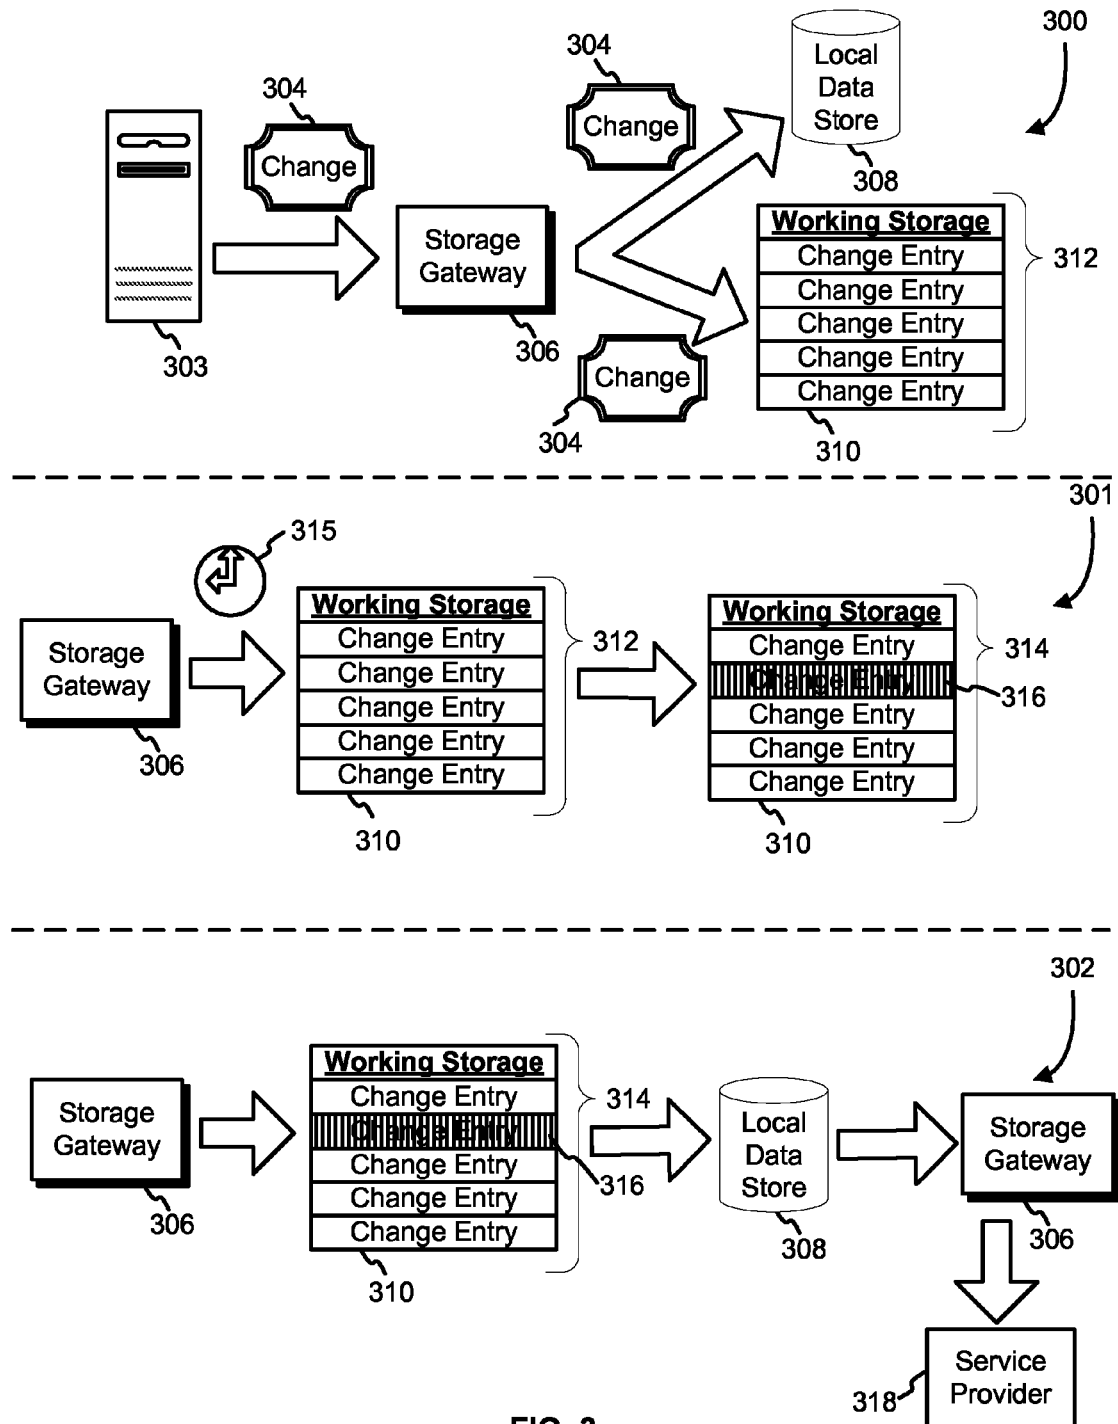 300
304
Change
304
Change
Local
Data
Store
308
Storage
Gateway
306
303
Working Storage
Change Entry
Change Entry
Change Entry
Change Entry
Change Entry
312
310
Change
304
301
315
Storage
Gateway
306
Working Storage
Change Entry
Change Entry
Change Entry
Change Entry
Change Entry
312
310
Working Storage
Change Entry
Change Entry
Change Entry
Change Entry
Change Entry
314
316
310
302
Storage
Gateway
306
Working Storage
Change Entry
Change Entry
Change Entry
Change Entry
Change Entry
314
316
310
Local
Data
Store
308
Storage
Gateway
306
Service
Provider
318